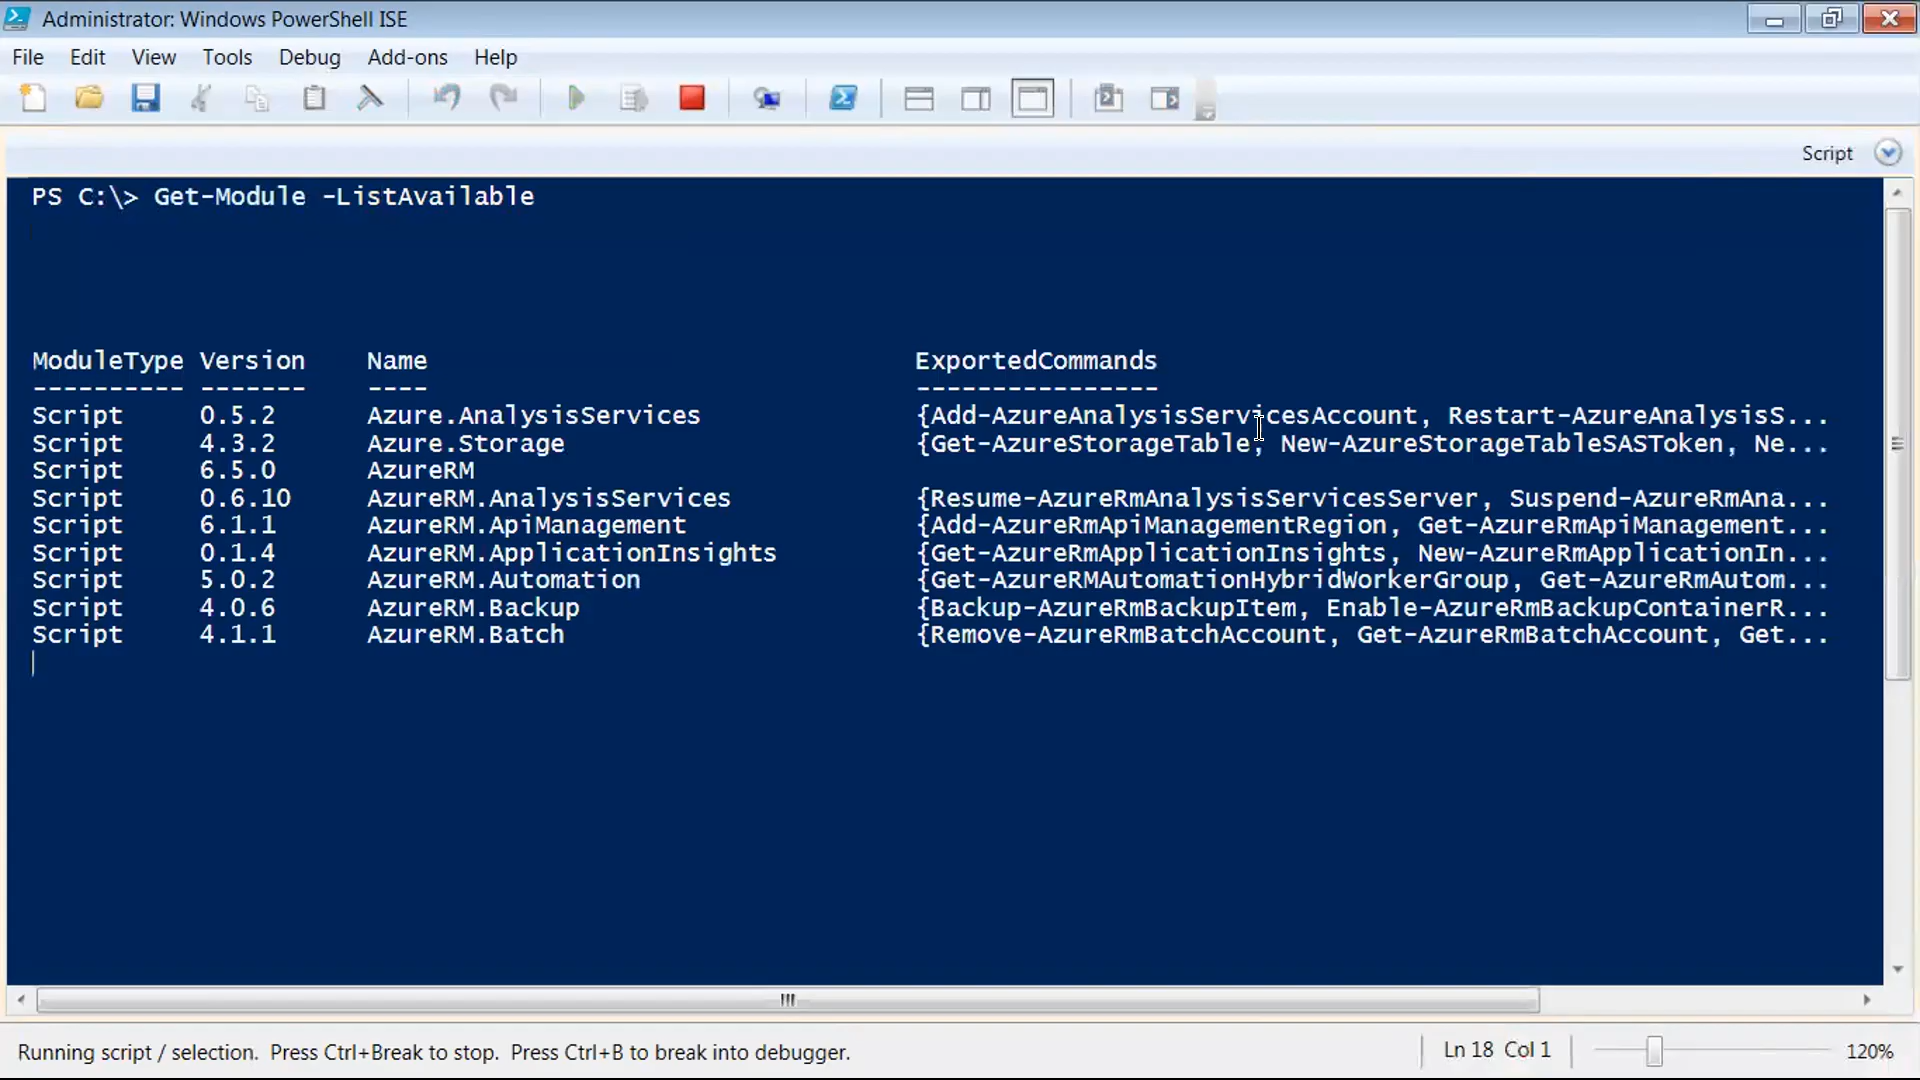 Administrator: Windows PowerShell ISE
File Edit View Tools Debug Add-ons Help
Script
PS C:\> Get-Module -ListAvailable
ModuleType Version    Name                                ExportedCommands
---------- -------    ----                                ----------------
Script     0.5.2      Azure.AnalysisServices              {Add-AzureAnalysisServicesAccount, Restart-AzureAnalysisS...
Script     4.3.2      Azure.Storage                       {Get-AzureStorageTable, New-AzureStorageTableSASToken, Ne...
Script     6.5.0      AzureRM
Script     0.6.10     AzureRM.AnalysisServices            {Resume-AzureRmAnalysisServicesServer, Suspend-AzureRmAna...
Script     6.1.1      AzureRM.ApiManagement               {Add-AzureRmApiManagementRegion, Get-AzureRmApiManagement...
Script     0.1.4      AzureRM.ApplicationInsights         {Get-AzureRmApplicationInsights, New-AzureRmApplicationIn...
Script     5.0.2      AzureRM.Automation                  {Get-AzureRMAutomationHybridWorkerGroup, Get-AzureRmAutom...
Script     4.0.6      AzureRM.Backup                      {Backup-AzureRmBackupItem, Enable-AzureRmBackupContainerR...
Script     4.1.1      AzureRM.Batch                       {Remove-AzureRmBatchAccount, Get-AzureRmBatchAccount, Get...
Running script / selection.  Press Ctrl+Break to stop.  Press Ctrl+B to break into debugger. Ln 18 Col 1 120%